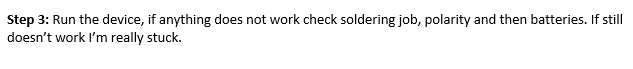 Step 3: Run the device, if anything does not work check soldering job, polarity and then batteries. If still
doesn’t work I’m really stuck.